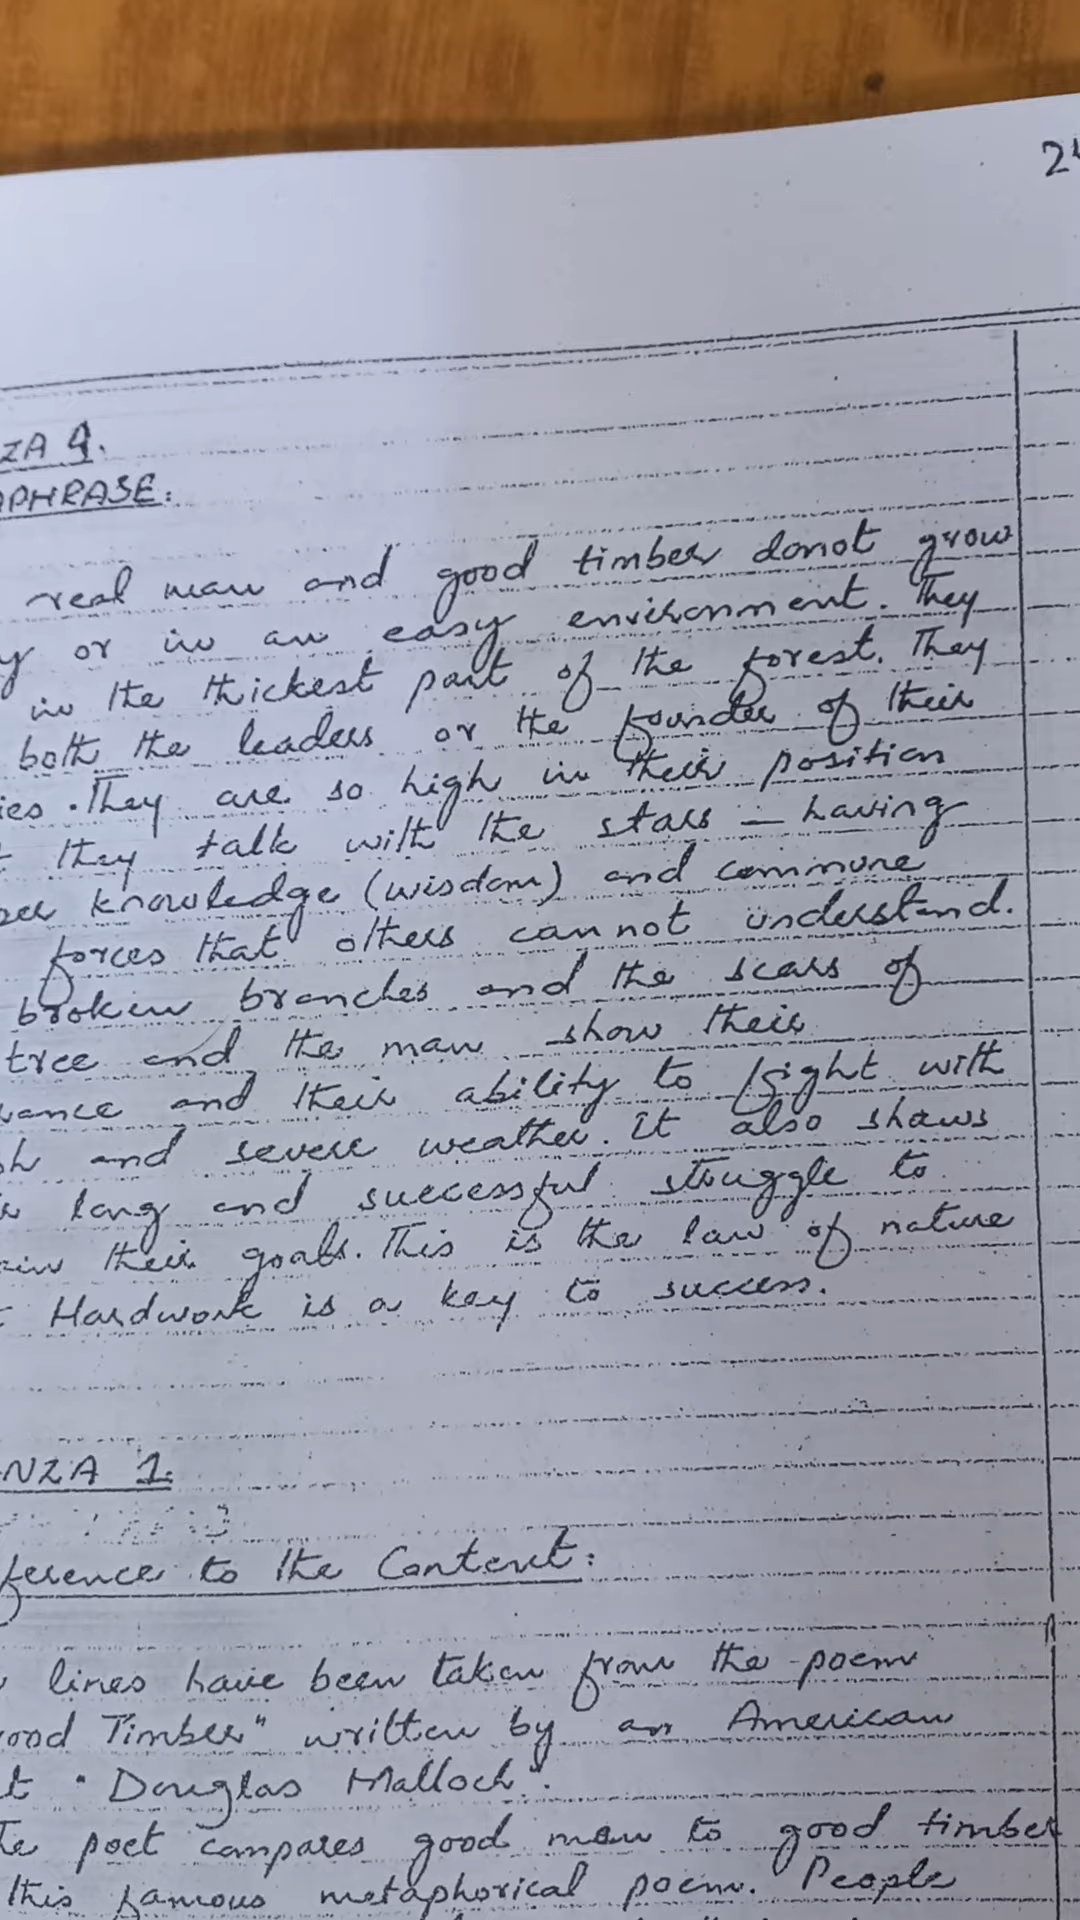 24
ZA 4.
APHRASE:
real man and good timber donot grow
y or in an easy environment. They
in the thickest part of the forest. They
both the leaders or the founder of their
ies. They are so high in their position
they talk with the stars – having
knowledge (wisdom) and commune
forces that others cannot understand.
broken branches and the scars of
tree and the man show their
rance and their ability to fight with
sh and severe weather. It also shows
long and successful struggle to
ain their goals. This is the law of nature
Hardwork is a key to success.
NZA 1.
ference to the Context:
lines have been taken from the poem
ood Timber" written by an American
t "Douglas Malloch".
poet compares good man to good timber
this famous metaphorical poem. People